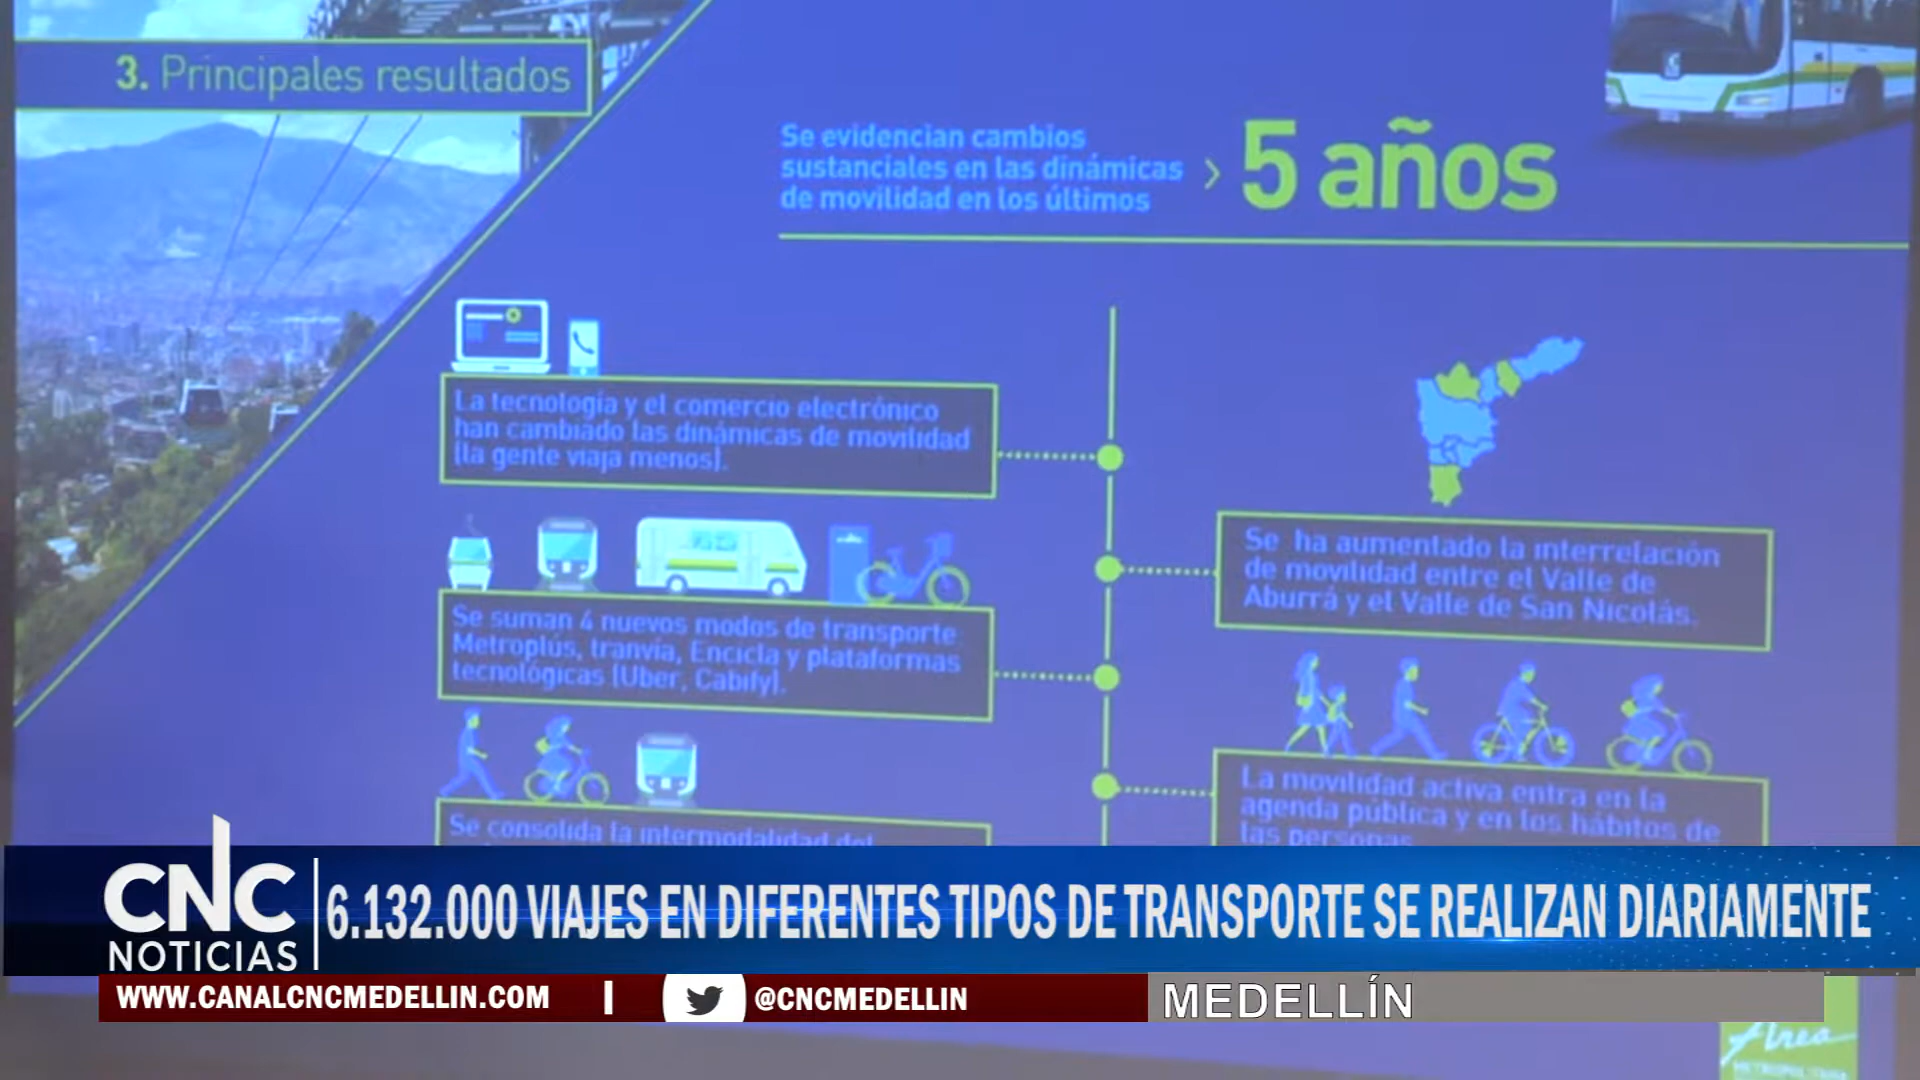 3. Principales resultados
Se evidencian cambios
sustanciales en las dinámicas
de movilidad en los últimos
> 5 años
La tecnología y el comercio electrónico
han cambiado las dinámicas de movilidad
(la gente viaja menos).
Se ha aumentado la interrelación
de movilidad entre el Valle de
Aburrá y el Valle de San Nicolás.
Se suman 4 nuevos modos de transporte
Metroplús, tranvía, Encicla y plataformas
tecnológicas (Uber, Cabify).
La movilidad activa entra en la
agenda pública y en los hábitos de
las personas
Se consolida la intermodalidad del
CNC
NOTICIAS
6.132.000 VIAJES EN DIFERENTES TIPOS DE TRANSPORTE SE REALIZAN DIARIAMENTE
WWW.CANALCNCMEDELLIN.COM
@CNCMEDELLIN
MEDELLÍN
Área
METROPOLITANA